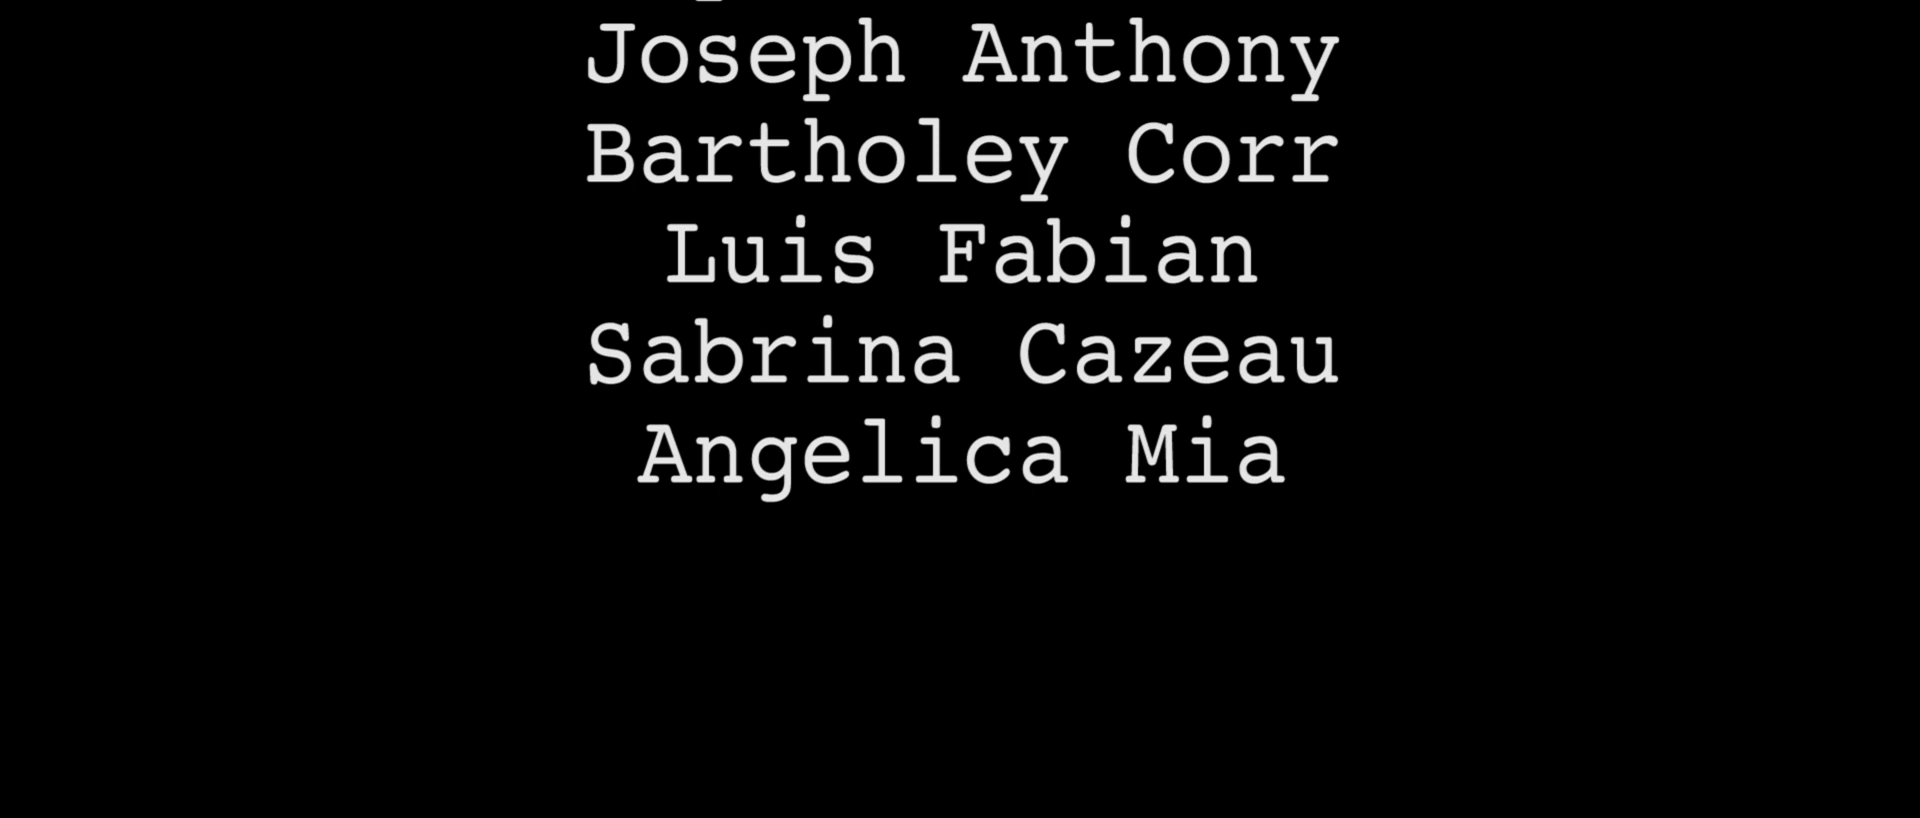 Joseph Anthony
Bartholey Corr
Luis Fabian
Sabrina Cazeau
Angelica Mia